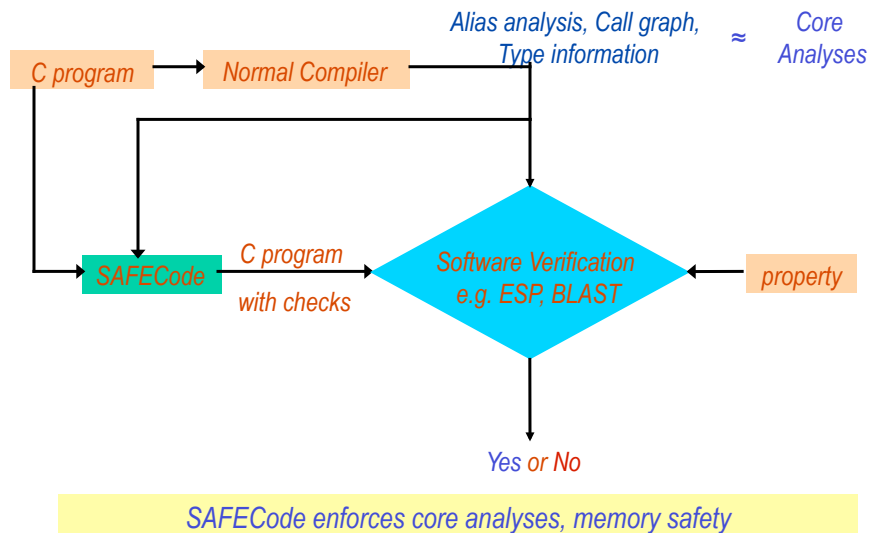 Alias analysis, Call graph, ≈ Core
Type information Analyses
C program Normal Compiler
SAFECode
C program
with checks
Software Verification
e.g. ESP, BLAST
property
Yes or No
SAFECode enforces core analyses, memory safety